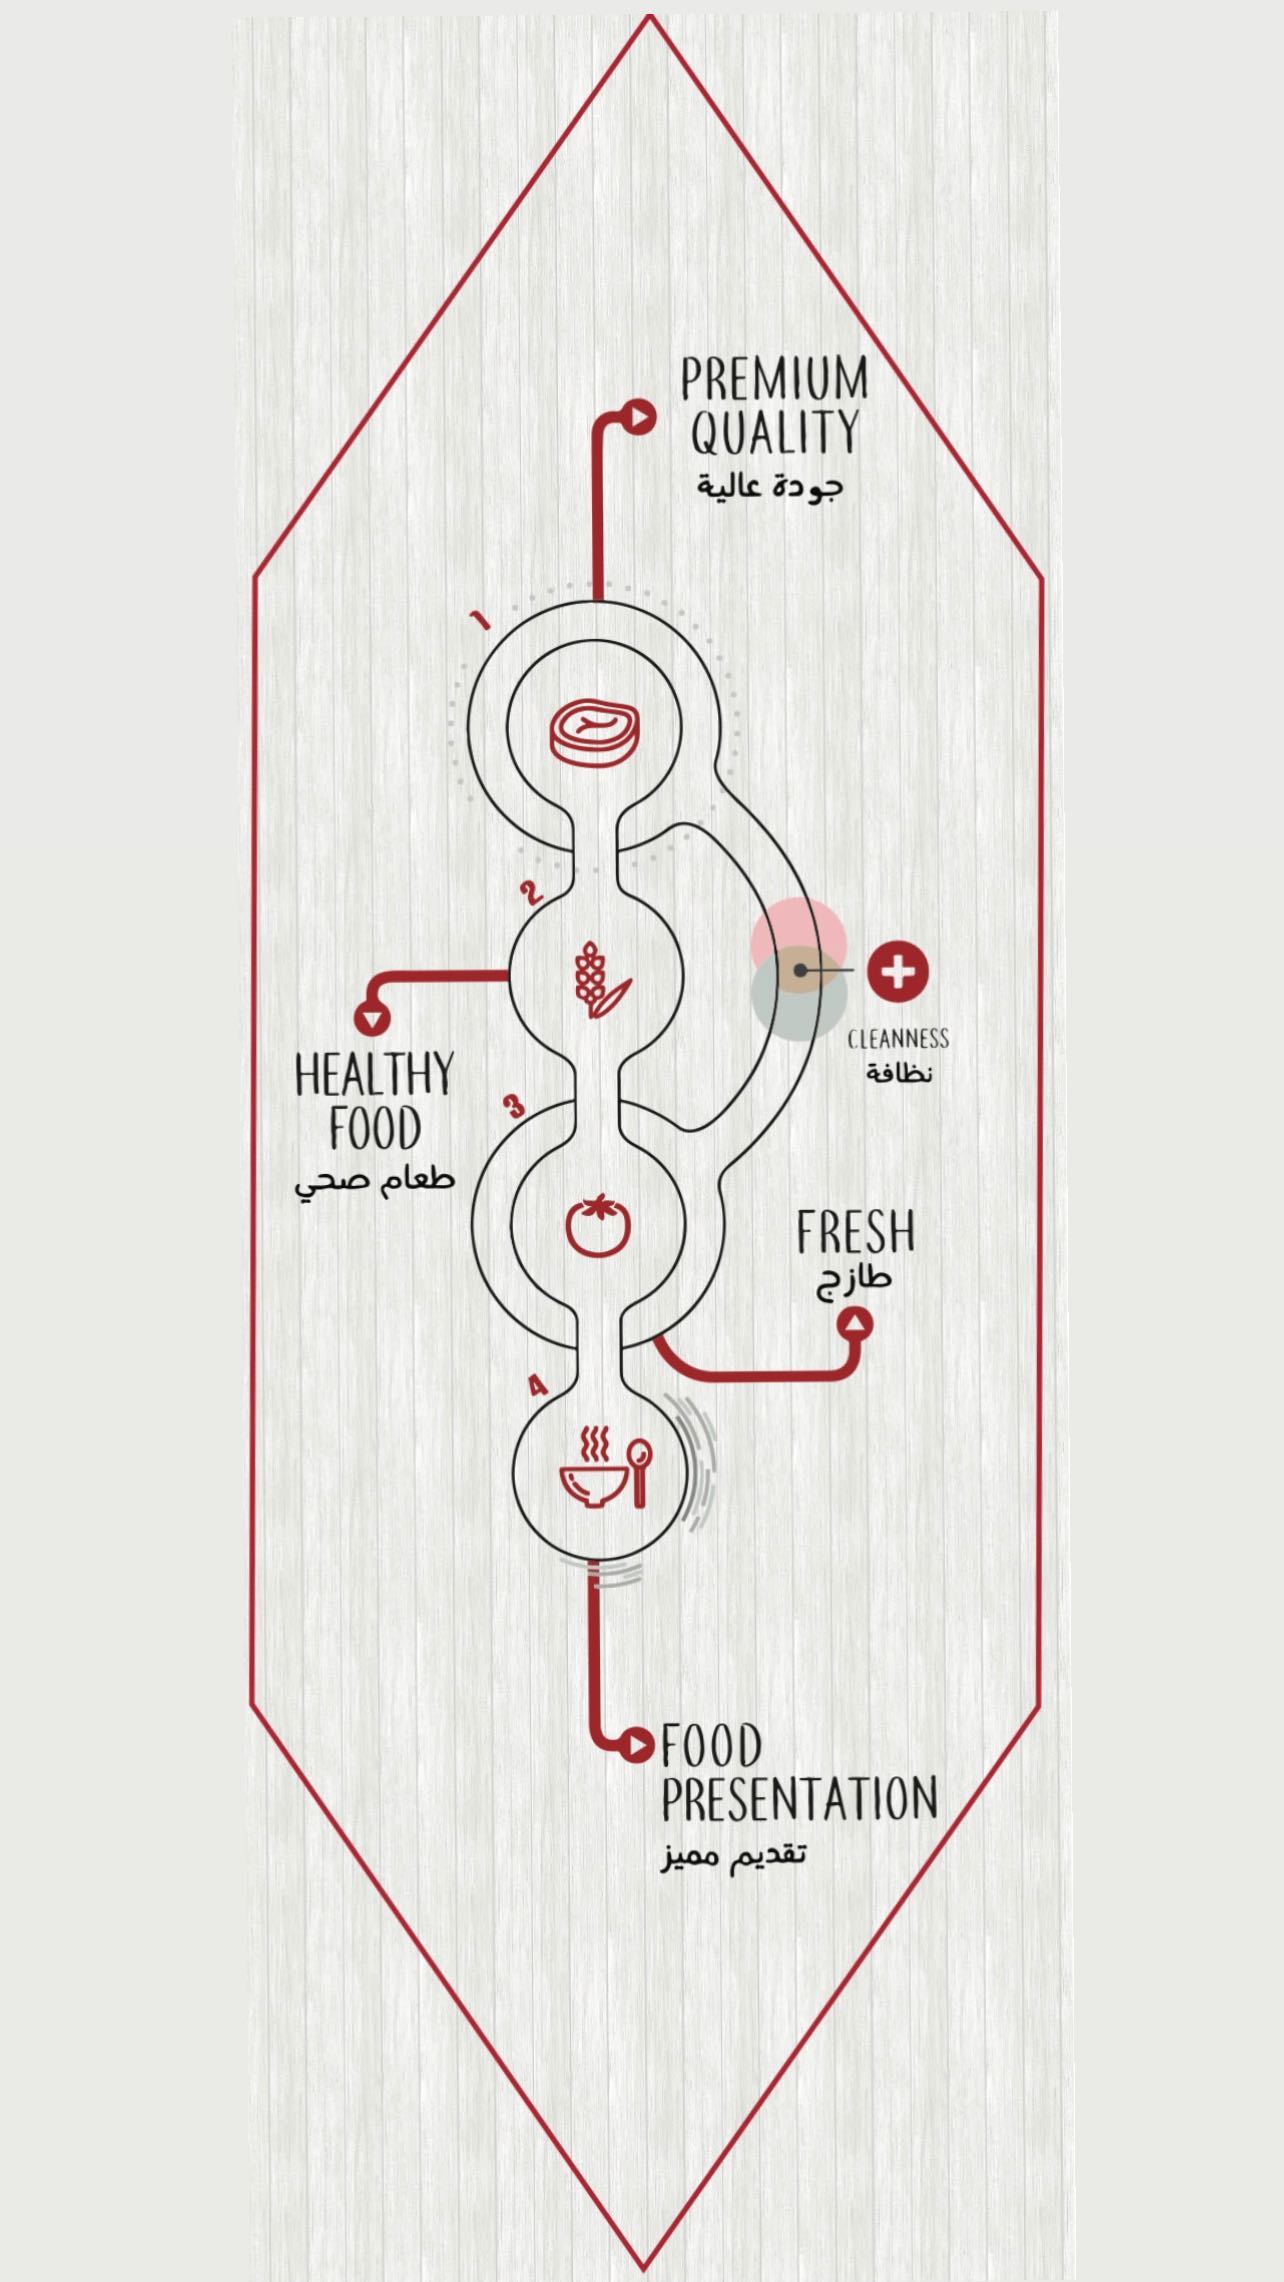 PREMIUM
QUALITY
جودة عالية
1
2
CLEANNESS
نظافة
HEALTHY
FOOD
طعام صحي
3
FRESH
طازج
4
FOOD
PRESENTATION
تقديم مميز